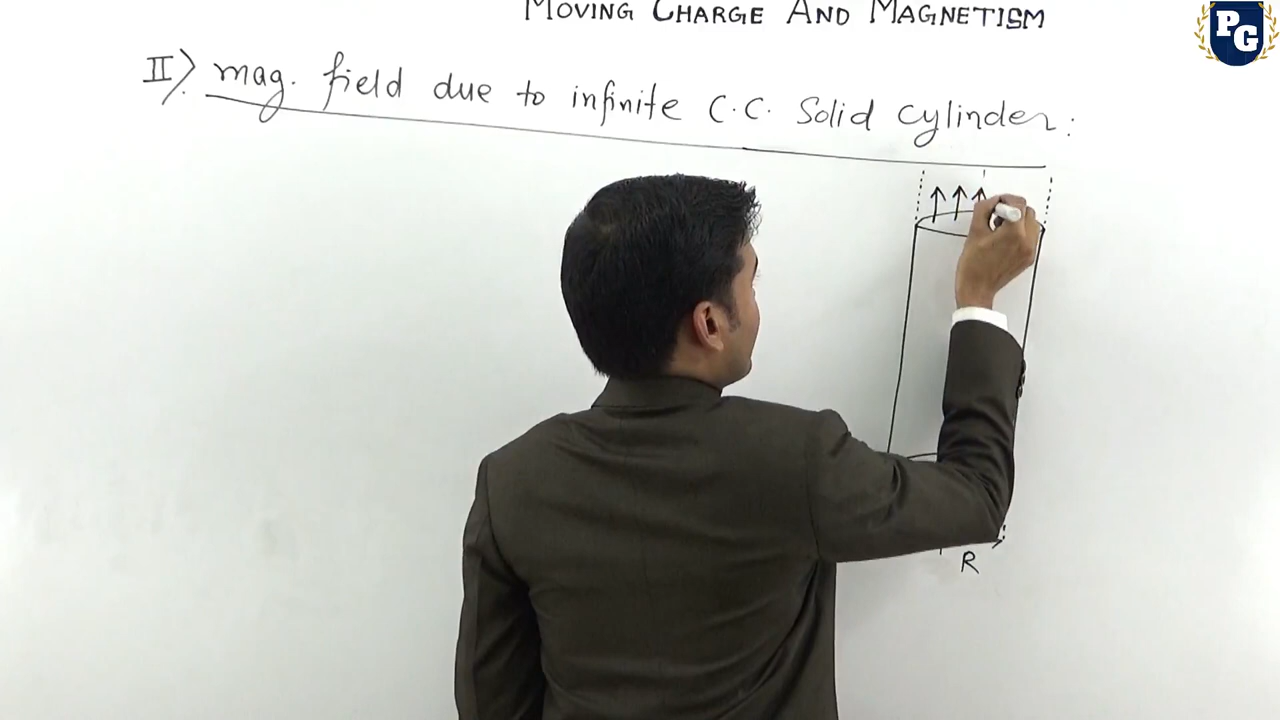 MOVING CHARGE AND MAGNETISM
PG
II) mag. field due to infinite C.C. Solid cylinder:
R